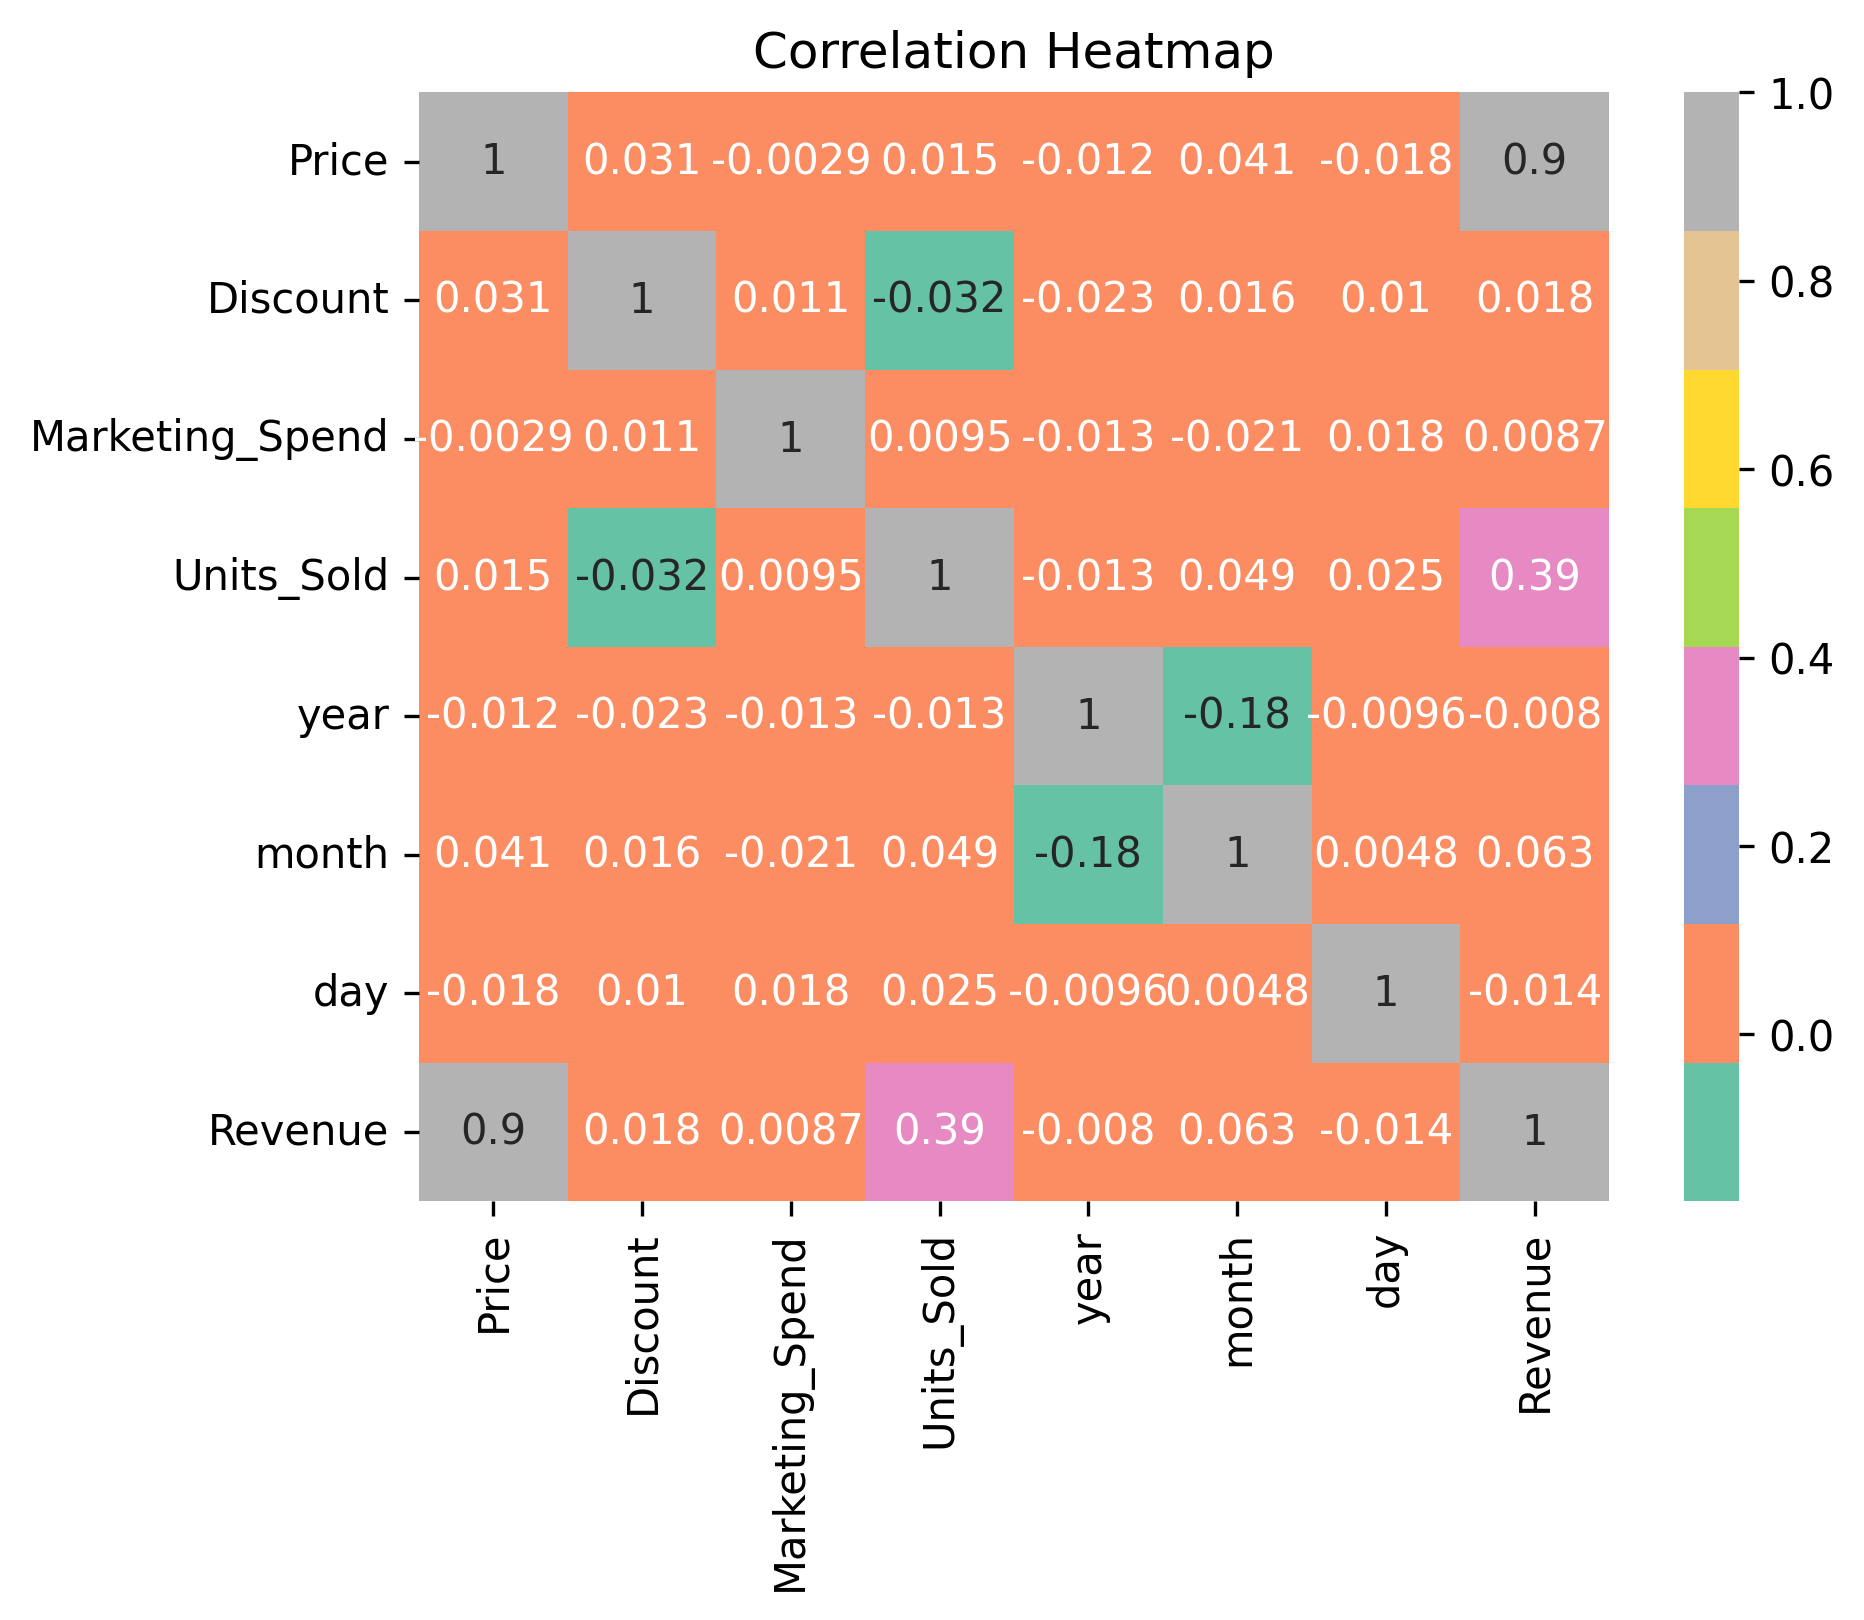 Correlation Heatmap
Price 1 0.031 -0.0029 0.015 -0.012 0.041 -0.018 0.9
Discount 0.031 1 0.011 -0.032 -0.023 0.016 0.01 0.018
Marketing_Spend -0.0029 0.011 1 0.0095 -0.013 -0.021 0.018 0.0087
Units_Sold 0.015 -0.032 0.0095 1 -0.013 0.049 0.025 0.39
year -0.012 -0.023 -0.013 -0.013 1 -0.18 -0.0096 -0.008
month 0.041 0.016 -0.021 0.049 -0.18 1 0.0048 0.063
day -0.018 0.01 0.018 0.025 -0.0096 0.0048 1 -0.014
Revenue 0.9 0.018 0.0087 0.39 -0.008 0.063 -0.014 1
Price Discount Marketing_Spend Units_Sold year month day Revenue
1.0
0.8
0.6
0.4
0.2
0.0